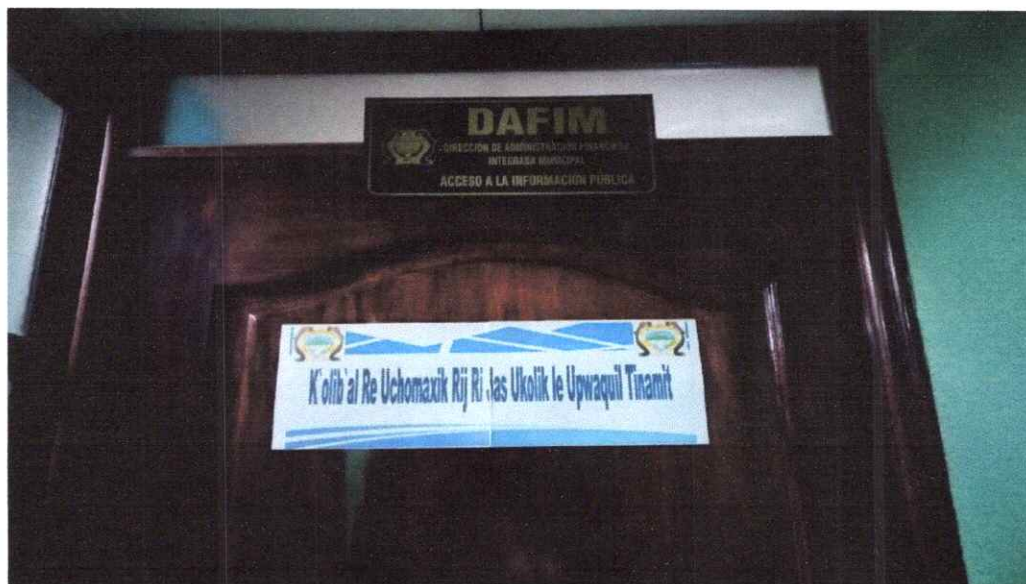 DAFIM
DIRECCIÓN DE ADMINISTRACIÓN FINANCIERA
INTEGRADA MUNICIPAL
ACCESO A LA INFORMACIÓN PÚBLICA
K`olib`al Re Uchomaxik Rij Ri Jas Ukolik le Upwaquil Tinamit